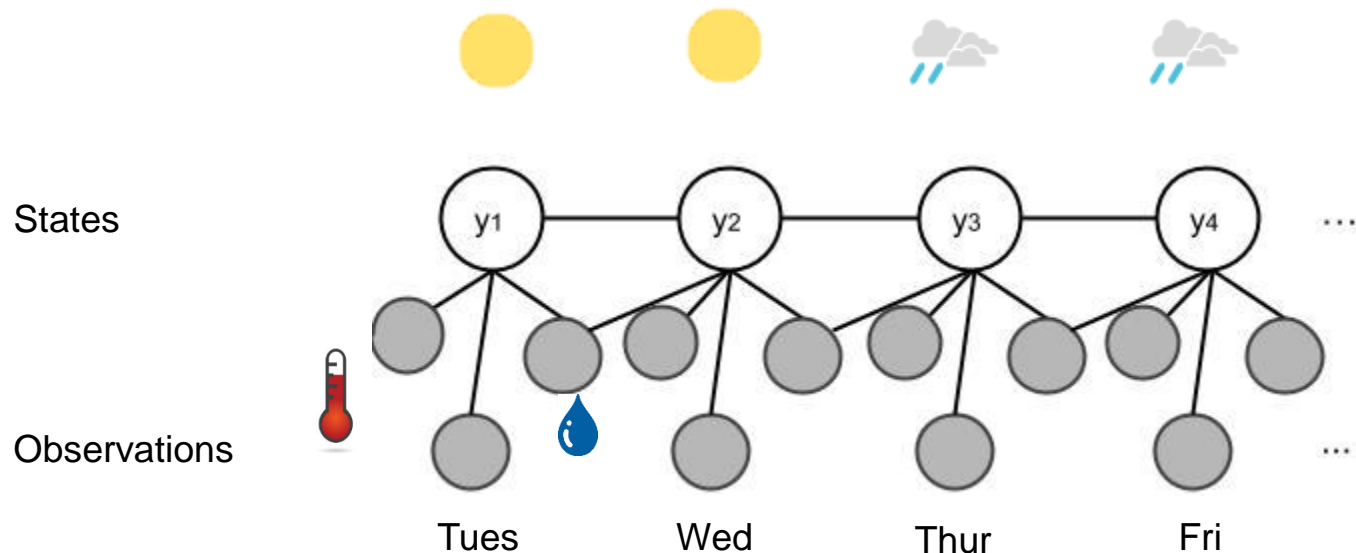 States
y1 y2 y3 y4 ...
Observations
...
Tues Wed Thur Fri